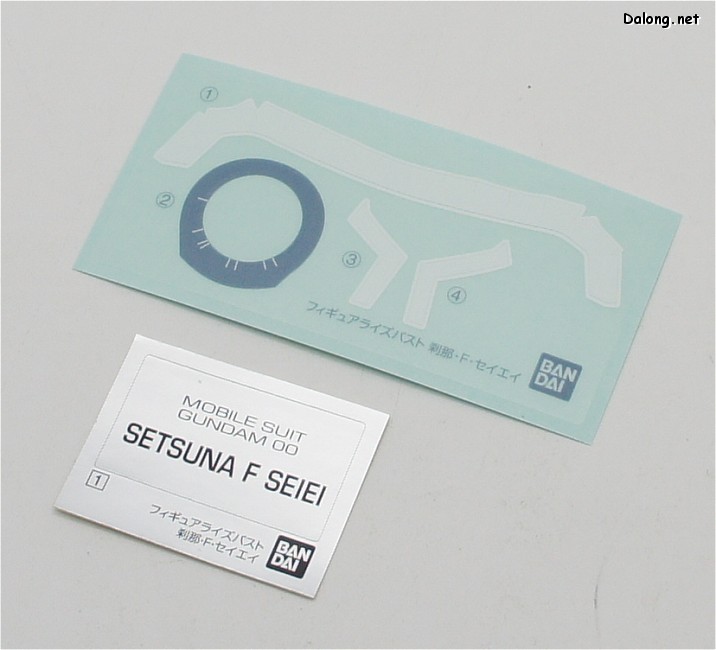 Dalong.net
①
②
③
④
フィギュアライズバスト 刹那・F・セイエイ
BAN
DAI
MOBILE SUIT
GUNDAM 00
SETSUNA F SEIEI
1
フィギュアライズバスト
刹那・F・セイエイ
BAN
DAI